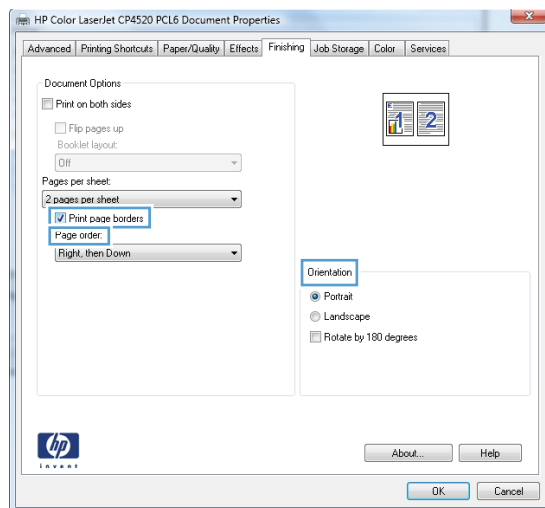 HP Color LaserJet CP4520 PCL6 Document Properties
Advanced Printing Shortcuts Paper/Quality Effects Finishing Job Storage Color Services
Document Options
Print on both sides
Flip pages up
Booklet layout:
Off
Pages per sheet:
2 pages per sheet
Print page borders
Page order:
Right, then Down
1 2
Orientation
Portrait
Landscape
Rotate by 180 degrees
hp
invent
About... Help
OK Cancel